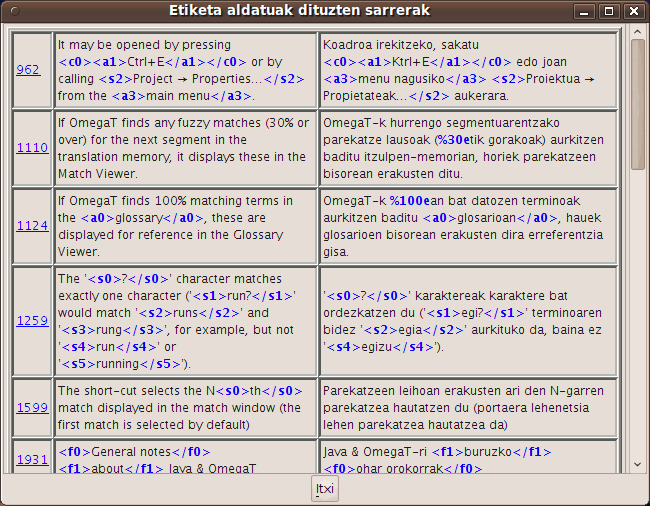 Etiketa aldatuak dituzten sarrerak
962
It may be opened by pressing
<c0><a1>Ctrl+E</a1></c0> or by
calling <s2>Project → Properties...</s2>
from the <a3>main menu</a3>.
Koadroa irekitzeko, sakatu
<c0><a1>Ktrl+E</a1></c0> edo joan
<a3>menu nagusiko</a3> <s2>Proiektua →
Propietateak...</s2> aukerara.
1110
If OmegaT finds any fuzzy matches (30% or
over) for the next segment in the
translation memory, it displays these in the
Match Viewer.
OmegaT-k hurrengo segmentuarentzako
parekatze lausoak (%30etik gorakoak) aurkitzen
baditu itzulpen-memorian, horiek parekatzeen
bisorean erakusten ditu.
1124
If OmegaT finds 100% matching terms in
the <a0>glossary</a0>, these are
displayed for reference in the Glossary
Viewer.
OmegaT-k %100ean bat datozen terminoak
aurkitzen baditu <a0>glosarioan</a0>, hauek
glosarioen bisorean erakusten dira erreferentzia
gisa.
1259
The '<s0>?</s0>' character matches
exactly one character ('<s1>run?</s1>'
would match '<s2>runs</s2>' and
'<s3>rung</s3>', for example, but not
'<s4>run</s4>' or
'<s5>running</s5>').
'<s0>?</s0>' karaktereak karaktere bat
ordezkatzen du ('<s1>egi?</s1>' terminoaren
bidez '<s2>egia</s2>' aurkituko da, baina ez
'<s4>egizu</s4>').
1599
The short-cut selects the N<s0>th</s0>
match displayed in the match window (the
first match is selected by default)
Parekatzeen leihoan erakusten ari den N-garren
parekatzea hautatzen du (portaera lehenetsia
lehen parekatzea hautatzea da)
1931
<f0>General notes</f0>
<f1>about</f1> Java & OmegaT
Java & OmegaT-ri <f1>buruzko</f1>
<f0>ohar orokorrak</f0>
Itxi